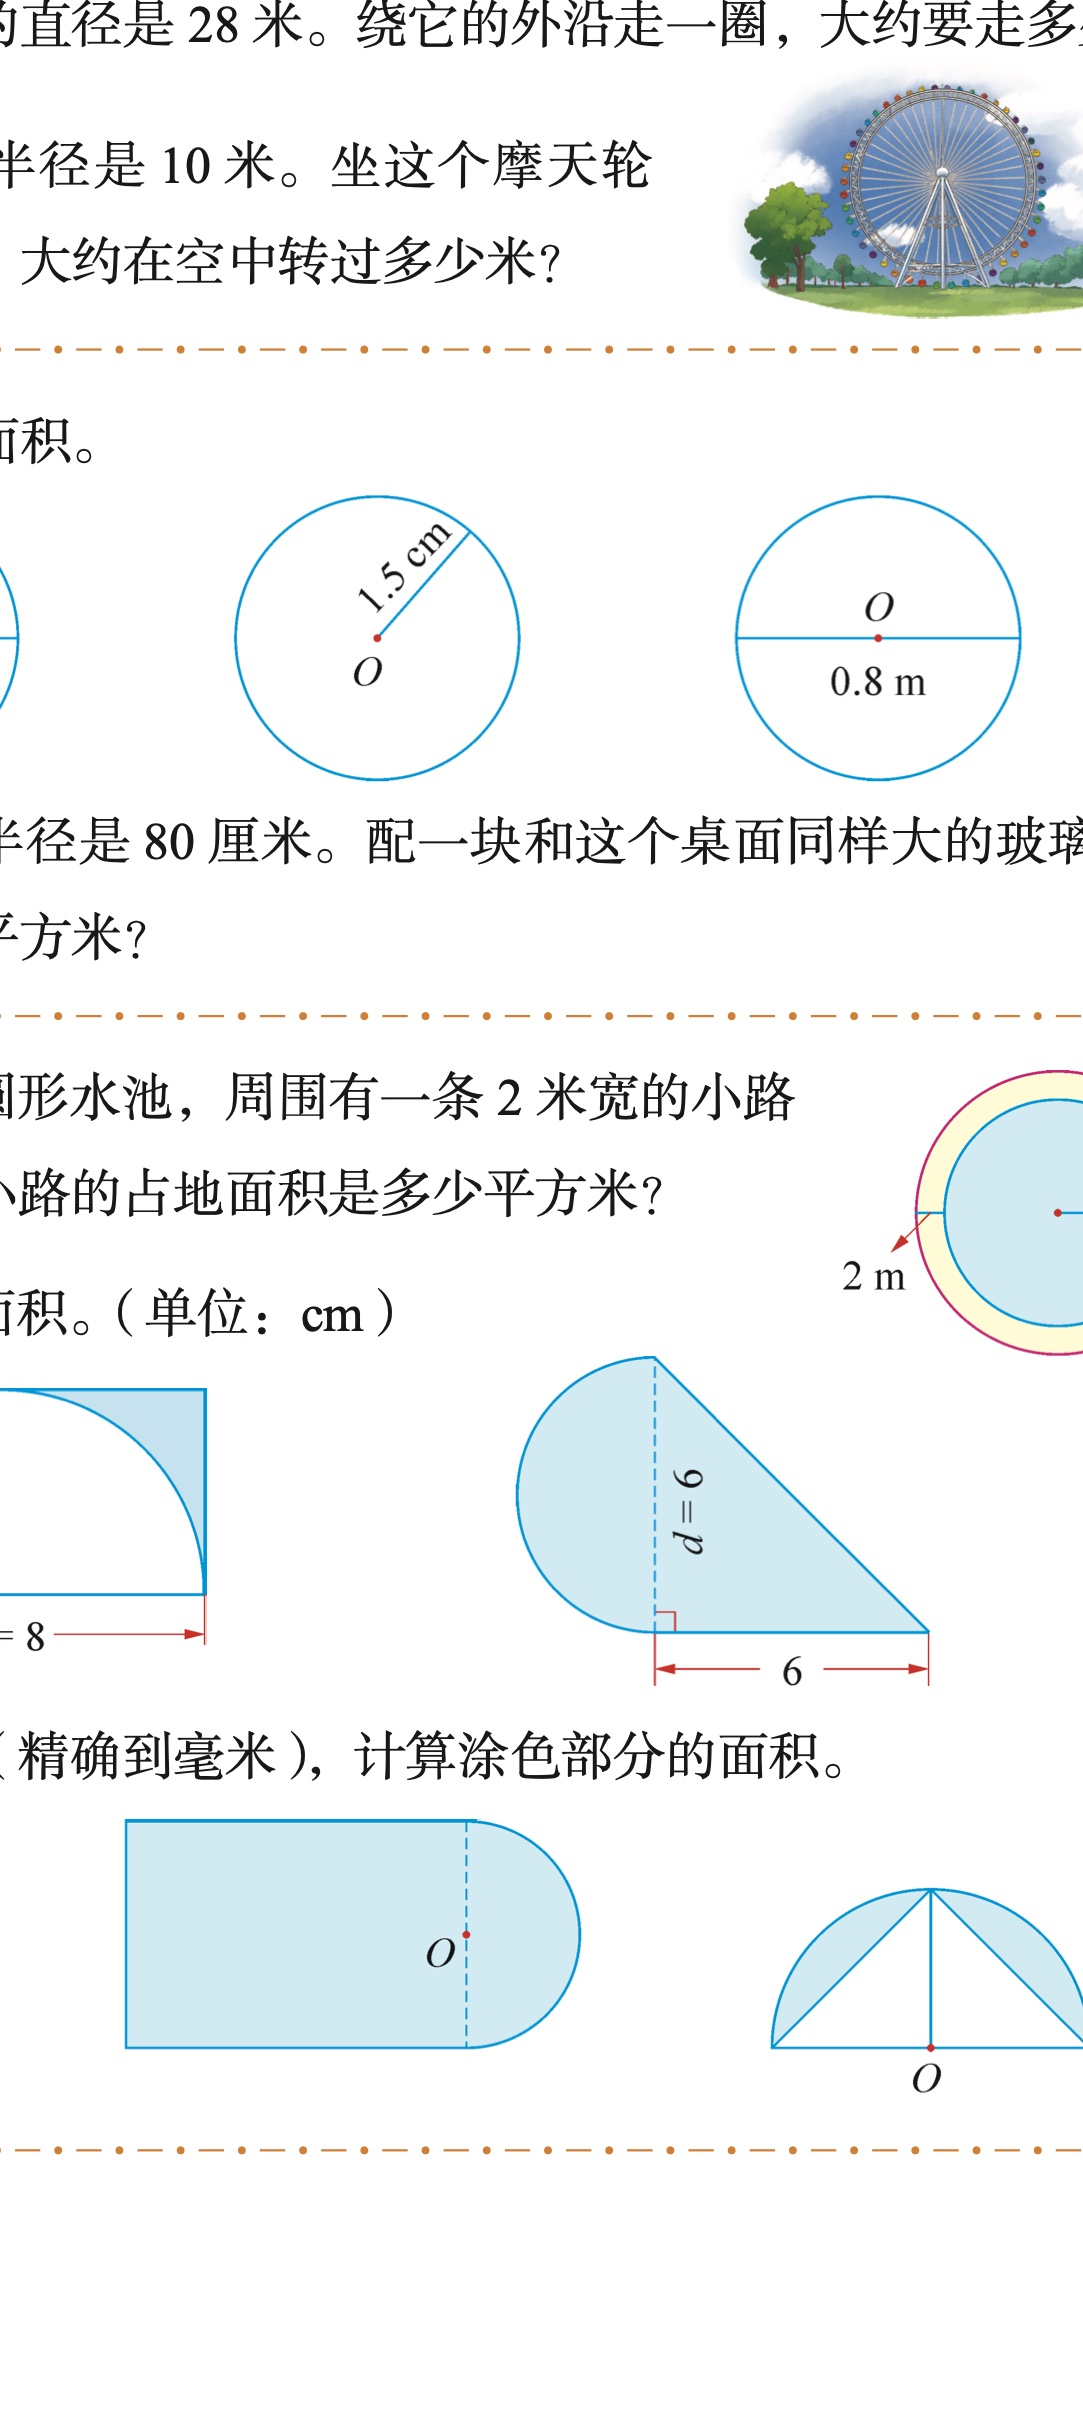 直径是 28 米。绕它的外沿走一圈，大约要走多
半径是 10 米。坐这个摩天轮
大约在空中转过多少米？
面积。
1.5 cm
O
O
0.8 m
半径是 80 厘米。配一块和这个桌面同样大的玻璃
平方米？
圆形水池，周围有一条 2 米宽的小路
小路的占地面积是多少平方米？
2 m
面积。（单位：cm）
d = 6
= 8
6
（精确到毫米），计算涂色部分的面积。
O
O